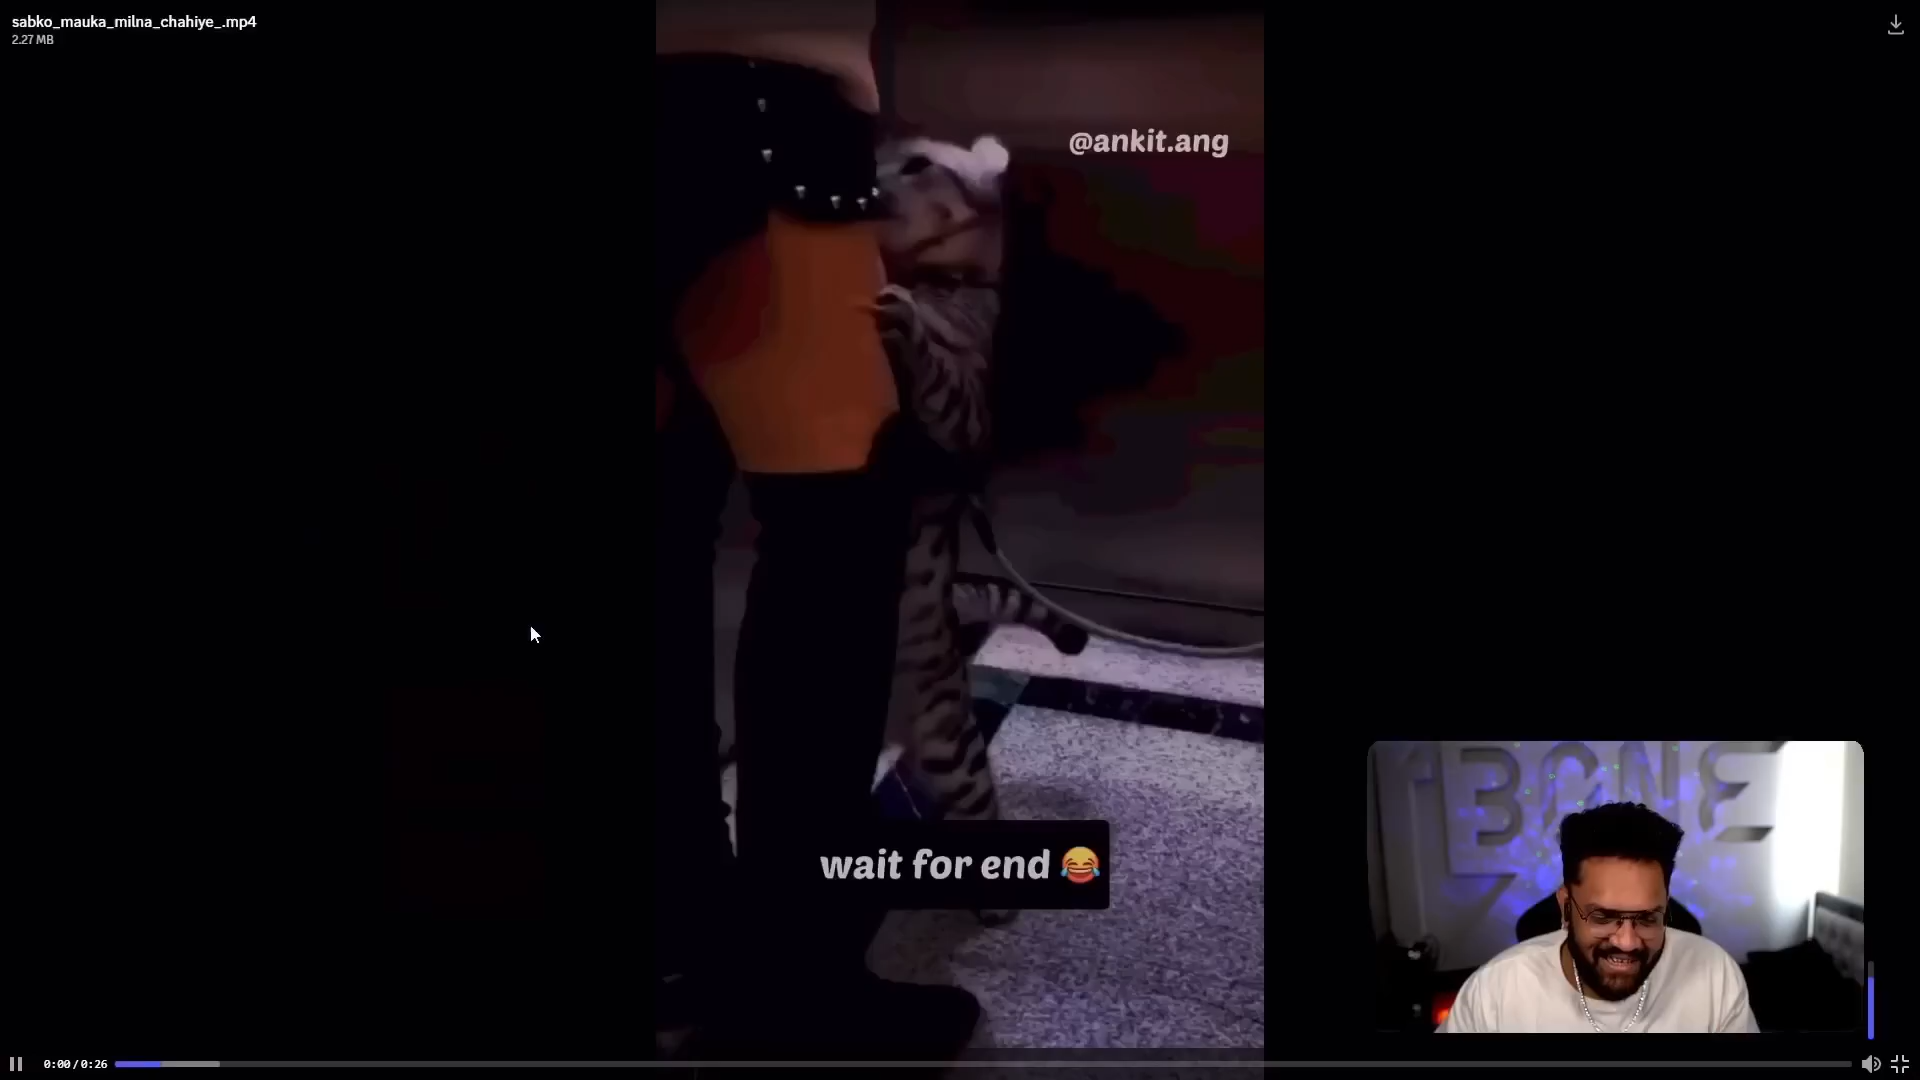 sabko_mauka_milna_chahiye_.mp4
2.27 MB
@ankit.ang
wait for end 😂
0:00 / 0:26